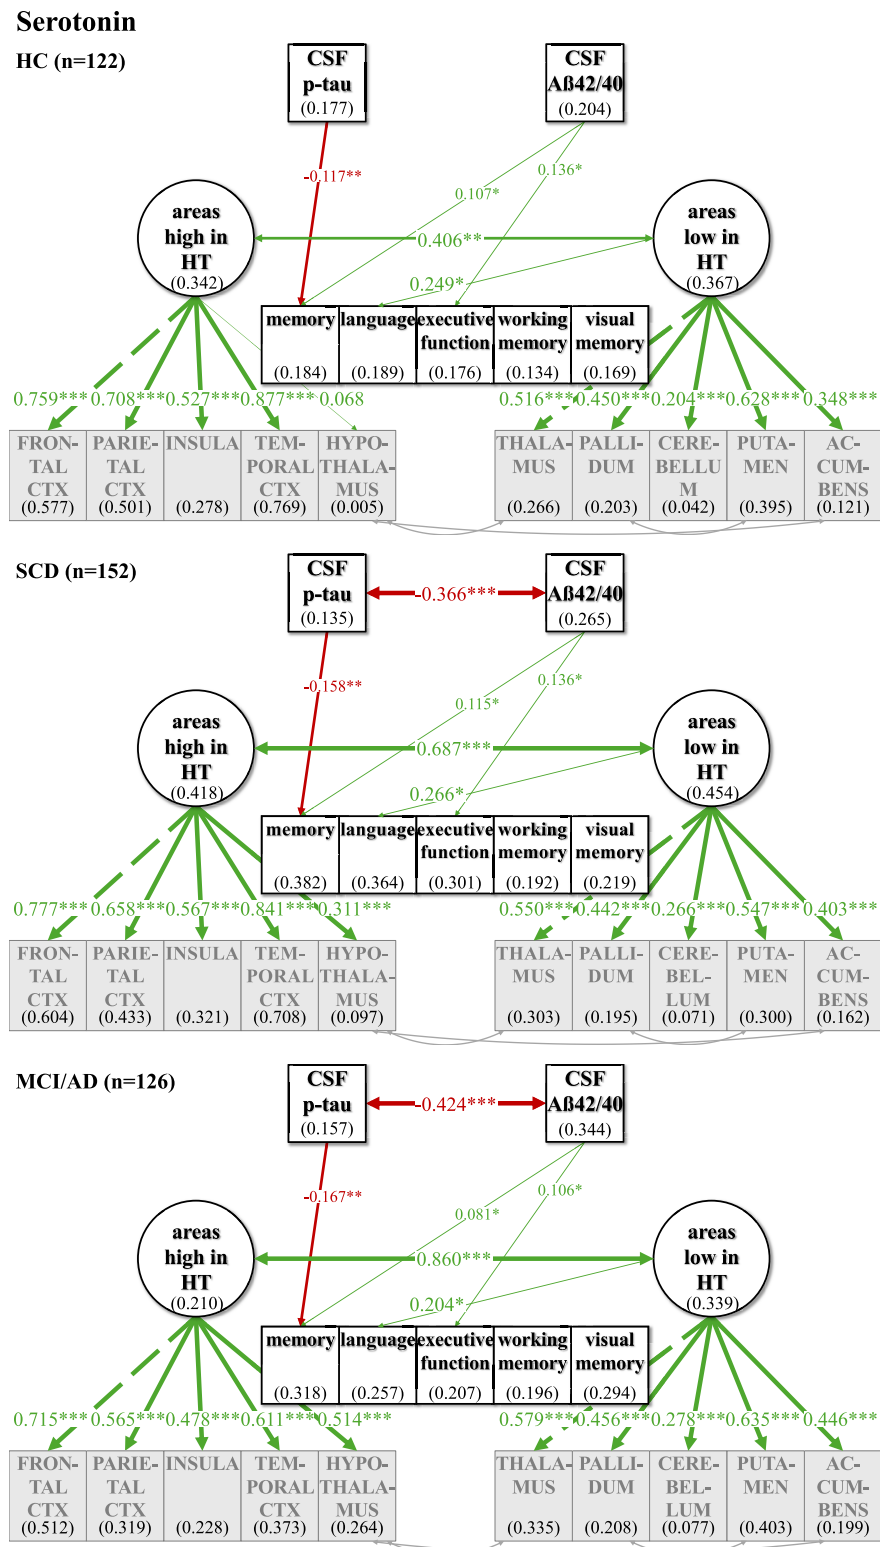 Serotonin
HC (n=122)
CSF
p-tau
(0.177)
CSF
Aß42/40
(0.204)
-0.117**
0.107*
0.136*
areas
high in
HT
(0.342)
0.406**
areas
low in
HT
(0.367)
0.249*
memory
(0.184)
language
(0.189)
executive
function
(0.176)
working
memory
(0.134)
visual
memory
(0.169)
0.759*** 0.708*** 0.527*** 0.877*** 0.068
0.516*** 0.450*** 0.204*** 0.628*** 0.348***
FRON-
TAL
CTX
(0.577)
PARIE-
TAL
CTX
(0.501)
INSULA
(0.278)
TEM-
PORAL
CTX
(0.769)
HYPO-
THALA-
MUS
(0.005)
THALA-
MUS
(0.266)
PALLI-
DUM
(0.203)
CERE-
BELLU
M
(0.042)
PUTA-
MEN
(0.395)
AC-
CUM-
BENS
(0.121)
SCD (n=152)
CSF
p-tau
(0.135)
-0.366***
CSF
Aß42/40
(0.265)
-0.158**
0.115*
0.136*
areas
high in
HT
(0.418)
0.687***
areas
low in
HT
(0.454)
0.266*
memory
(0.382)
language
(0.364)
executive
function
(0.301)
working
memory
(0.192)
visual
memory
(0.219)
0.777*** 0.658*** 0.567*** 0.841*** 0.311***
0.550*** 0.442*** 0.266*** 0.547*** 0.403***
FRON-
TAL
CTX
(0.604)
PARIE-
TAL
CTX
(0.433)
INSULA
(0.321)
TEM-
PORAL
CTX
(0.708)
HYPO-
THALA-
MUS
(0.097)
THALA-
MUS
(0.303)
PALLI-
DUM
(0.195)
CERE-
BEL-
LUM
(0.071)
PUTA-
MEN
(0.300)
AC-
CUM-
BENS
(0.162)
MCI/AD (n=126)
CSF
p-tau
(0.157)
-0.424***
CSF
Aß42/40
(0.344)
-0.167**
0.081*
0.106*
areas
high in
HT
(0.210)
0.860***
areas
low in
HT
(0.339)
0.204*
memory
(0.318)
language
(0.257)
executive
function
(0.207)
working
memory
(0.196)
visual
memory
(0.294)
0.715*** 0.565*** 0.478*** 0.611*** 0.514***
0.579*** 0.456*** 0.278*** 0.635*** 0.446***
FRON-
TAL
CTX
(0.512)
PARIE-
TAL
CTX
(0.319)
INSULA
(0.228)
TEM-
PORAL
CTX
(0.373)
HYPO-
THALA-
MUS
(0.264)
THALA-
MUS
(0.335)
PALLI-
DUM
(0.208)
CERE-
BEL-
LUM
(0.077)
PUTA-
MEN
(0.403)
AC-
CUM-
BENS
(0.199)